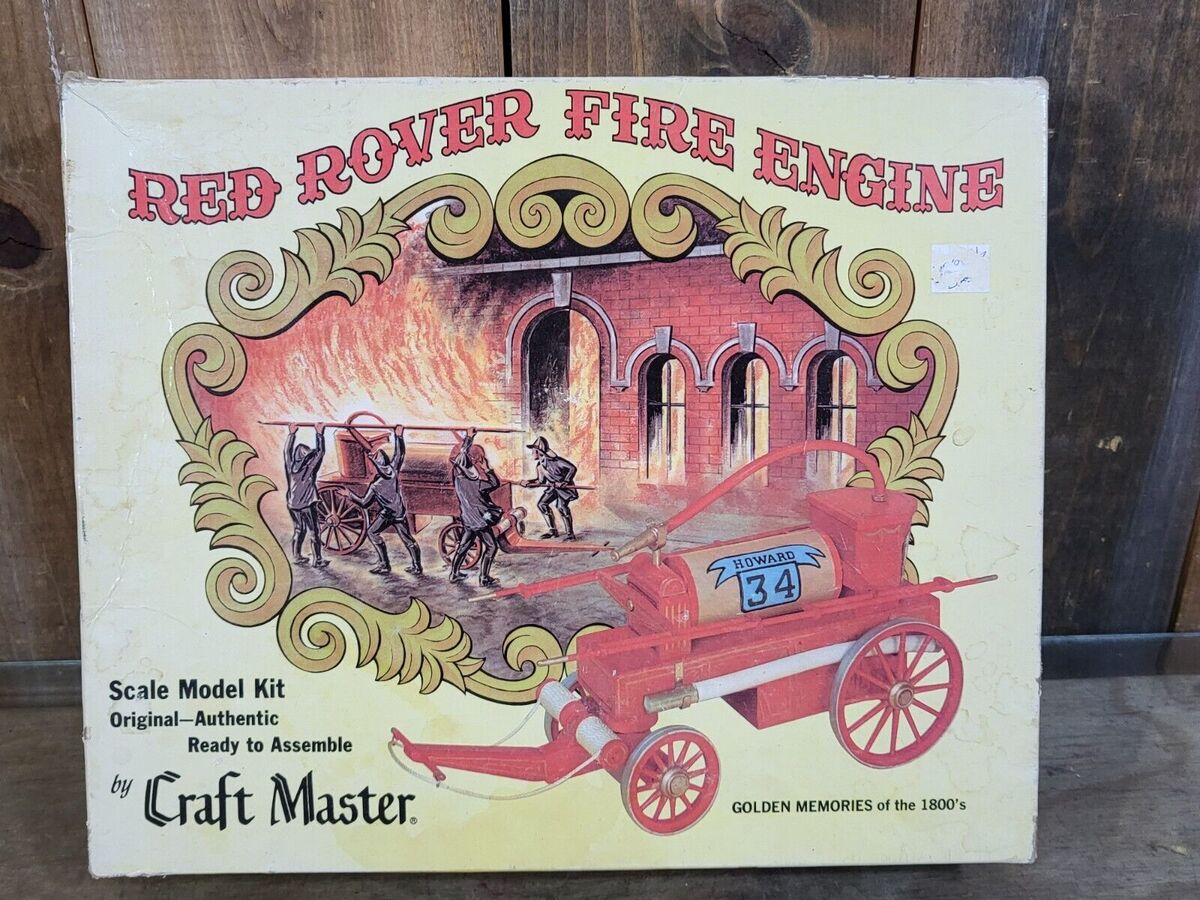 RED ROVER FIRE ENGINE
HOWARD
34
Scale Model Kit
Original—Authentic
Ready to Assemble
by Craft Master®
GOLDEN MEMORIES of the 1800's